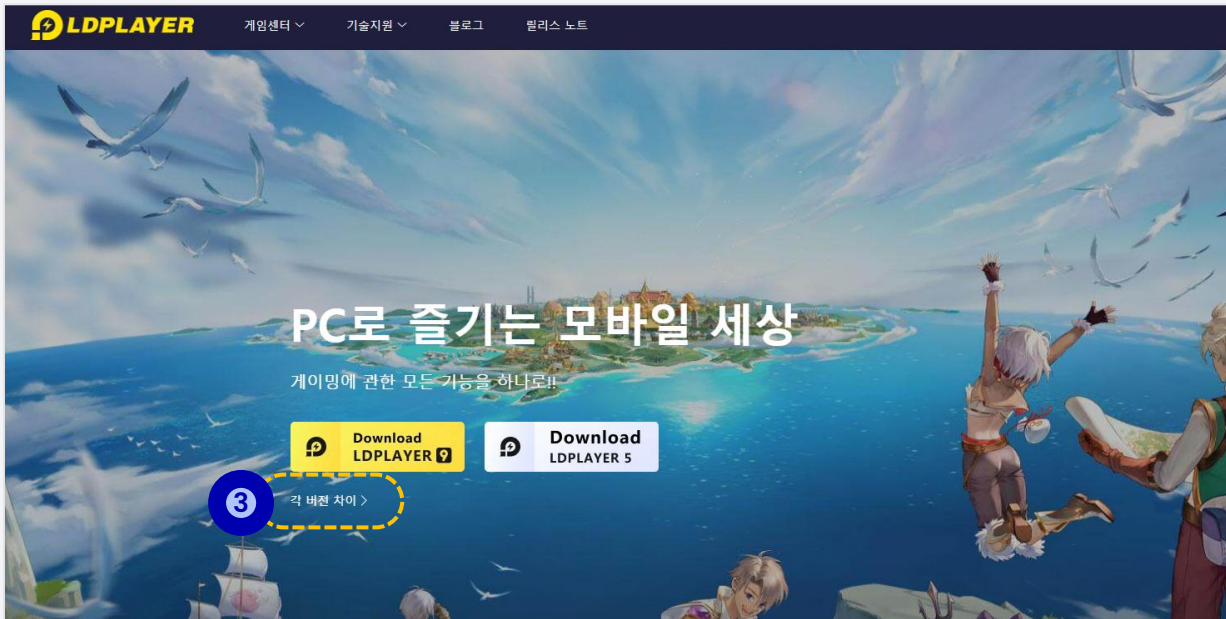 LDPLAYER
게임센터
기술지원
블로그
릴리스 노트
PC로 즐기는 모바일 세상
게이밍에 관한 모든 기능을 하나로!!
Download
LDPLAYER 9
Download
LDPLAYER 5
3
각 버전 차이 >